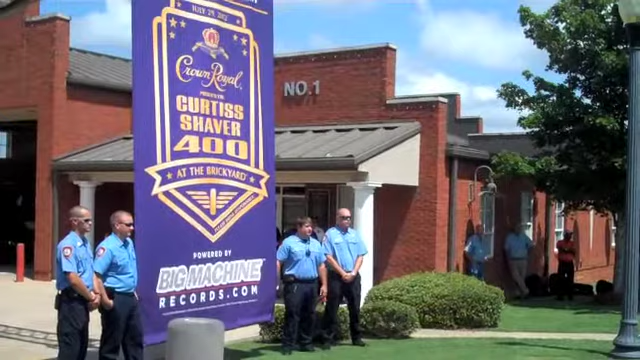 JULY 29, 2012
Crown Royal
PRESENTS THE
CURTISS
SHAVER
400
AT THE BRICKYARD
POWERED BY
BIG MACHINE
RECORDS.COM
NO.1